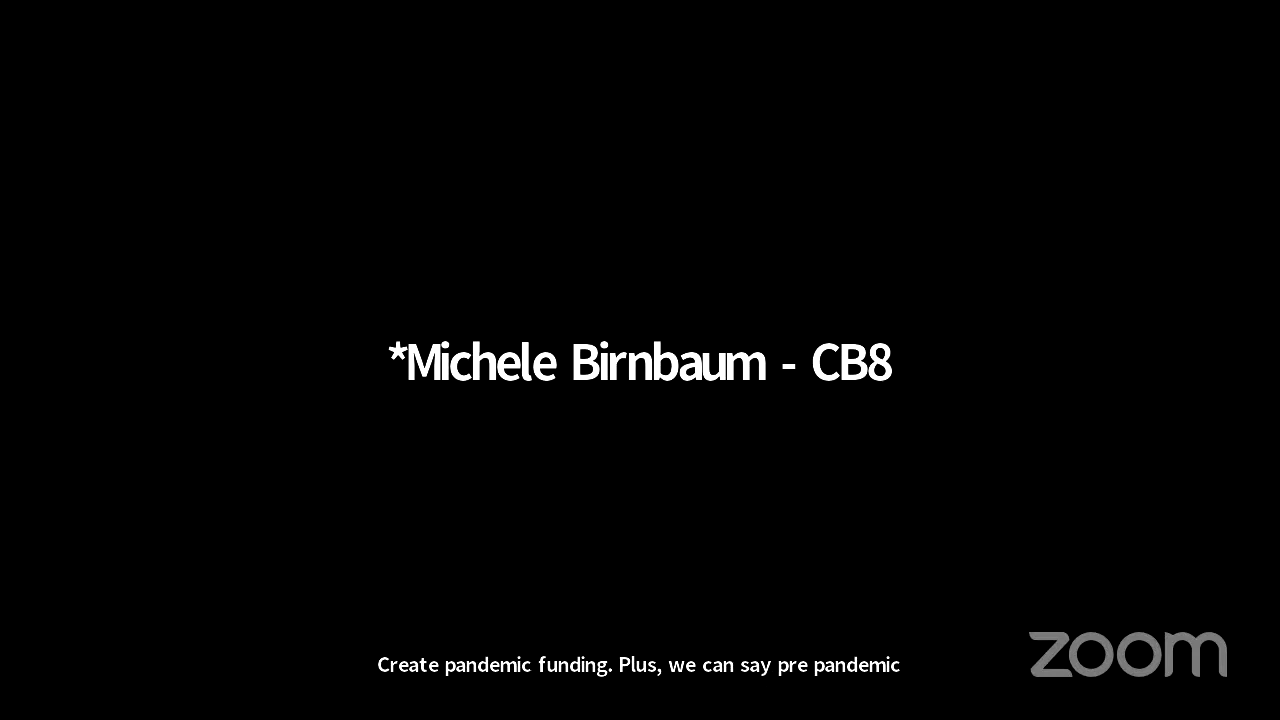 *Michele Birnbaum - CB8
Create pandemic funding. Plus, we can say pre pandemic
zoom